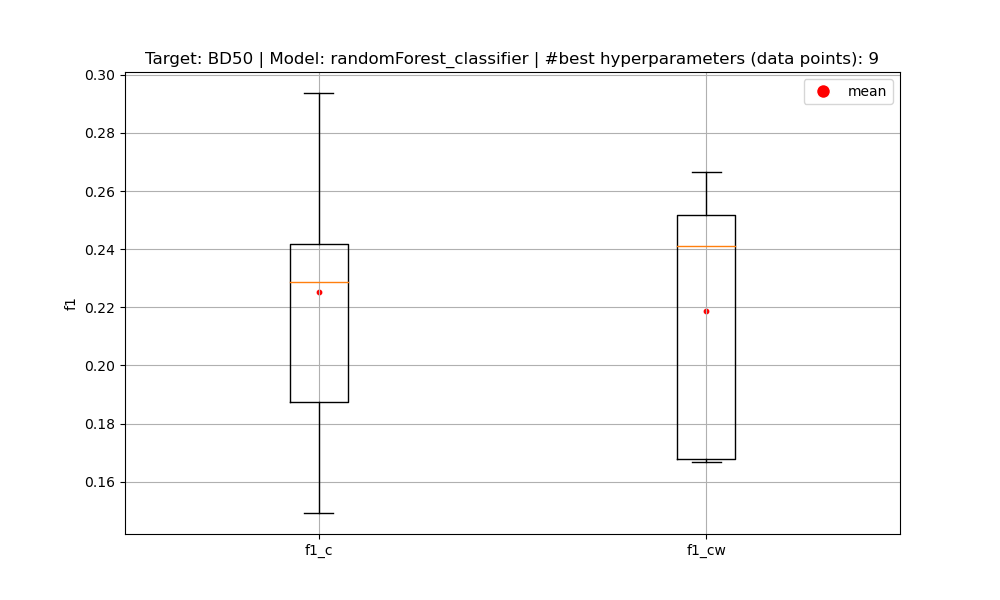 Target: BD50 | Model: randomForest_classifier | #best hyperparameters (data points): 9
mean
0.30
0.28
0.26
0.24
0.22
0.20
0.18
0.16
f1
f1_c
f1_cw